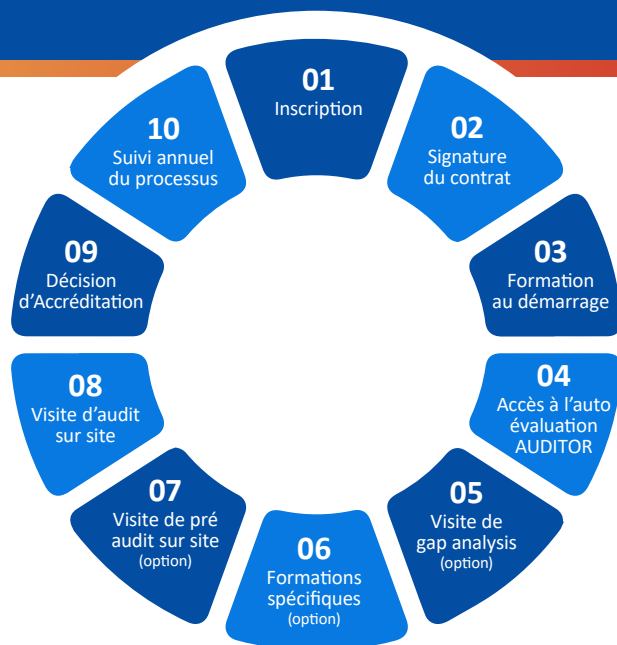 01
Inscription
02
Signature
du contrat
03
Formation
au démarrage
04
Accès à l'auto
évaluation
AUDITOR
05
Visite de
gap analysis
(option)
06
Formations
spécifiques
(option)
07
Visite de pré
audit sur site
(option)
08
Visite d'audit
sur site
09
Décision
d'Accréditation
10
Suivi annuel
du processus